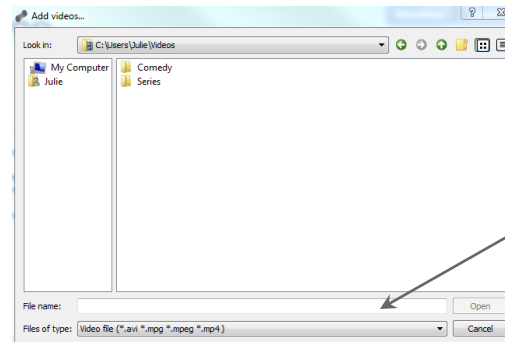 Add videos...
Look in: C:\Users\Julie\Videos
My Computer
Julie
Comedy
Series
File name: Open
Files of type: Video file (*.avi *.mpg *.mpeg *.mp4) Cancel